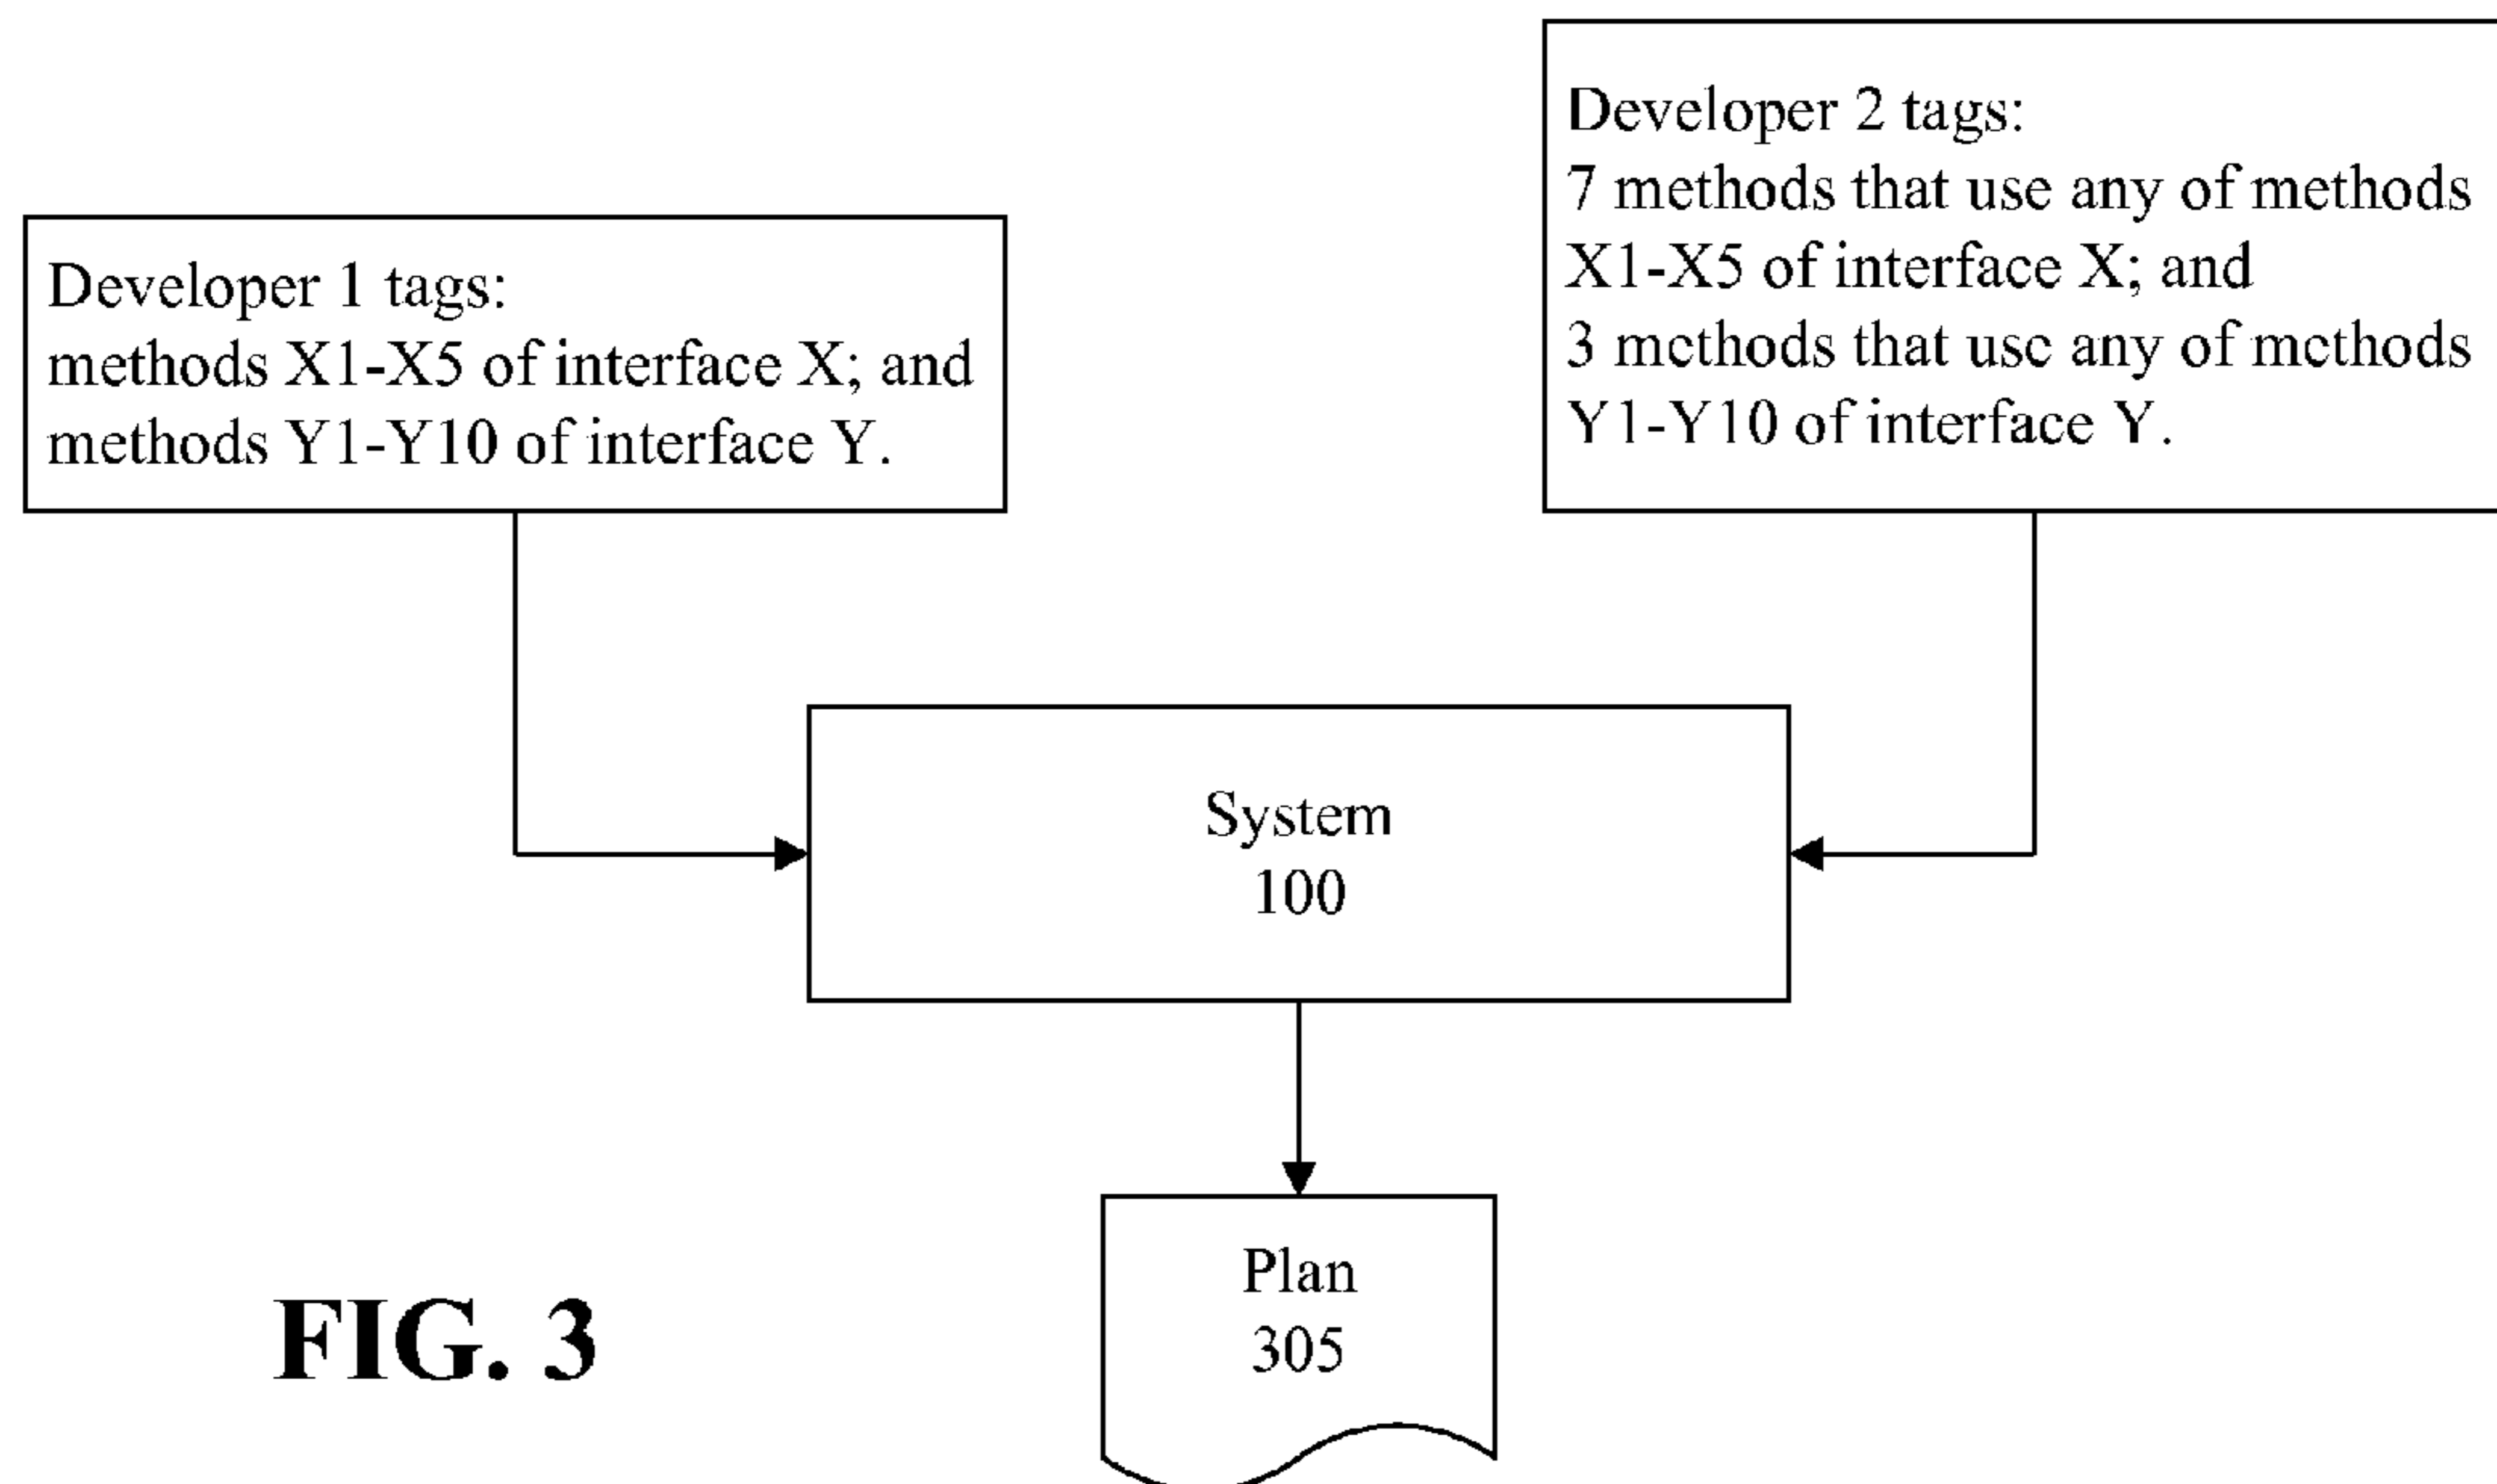 Developer 1 tags:
methods X1-X5 of interface X; and
methods Y1-Y10 of interface Y.
Developer 2 tags:
7 methods that use any of methods
X1-X5 of interface X; and
3 methods that use any of methods
Y1-Y10 of interface Y.
System
100
Plan
305
FIG. 3